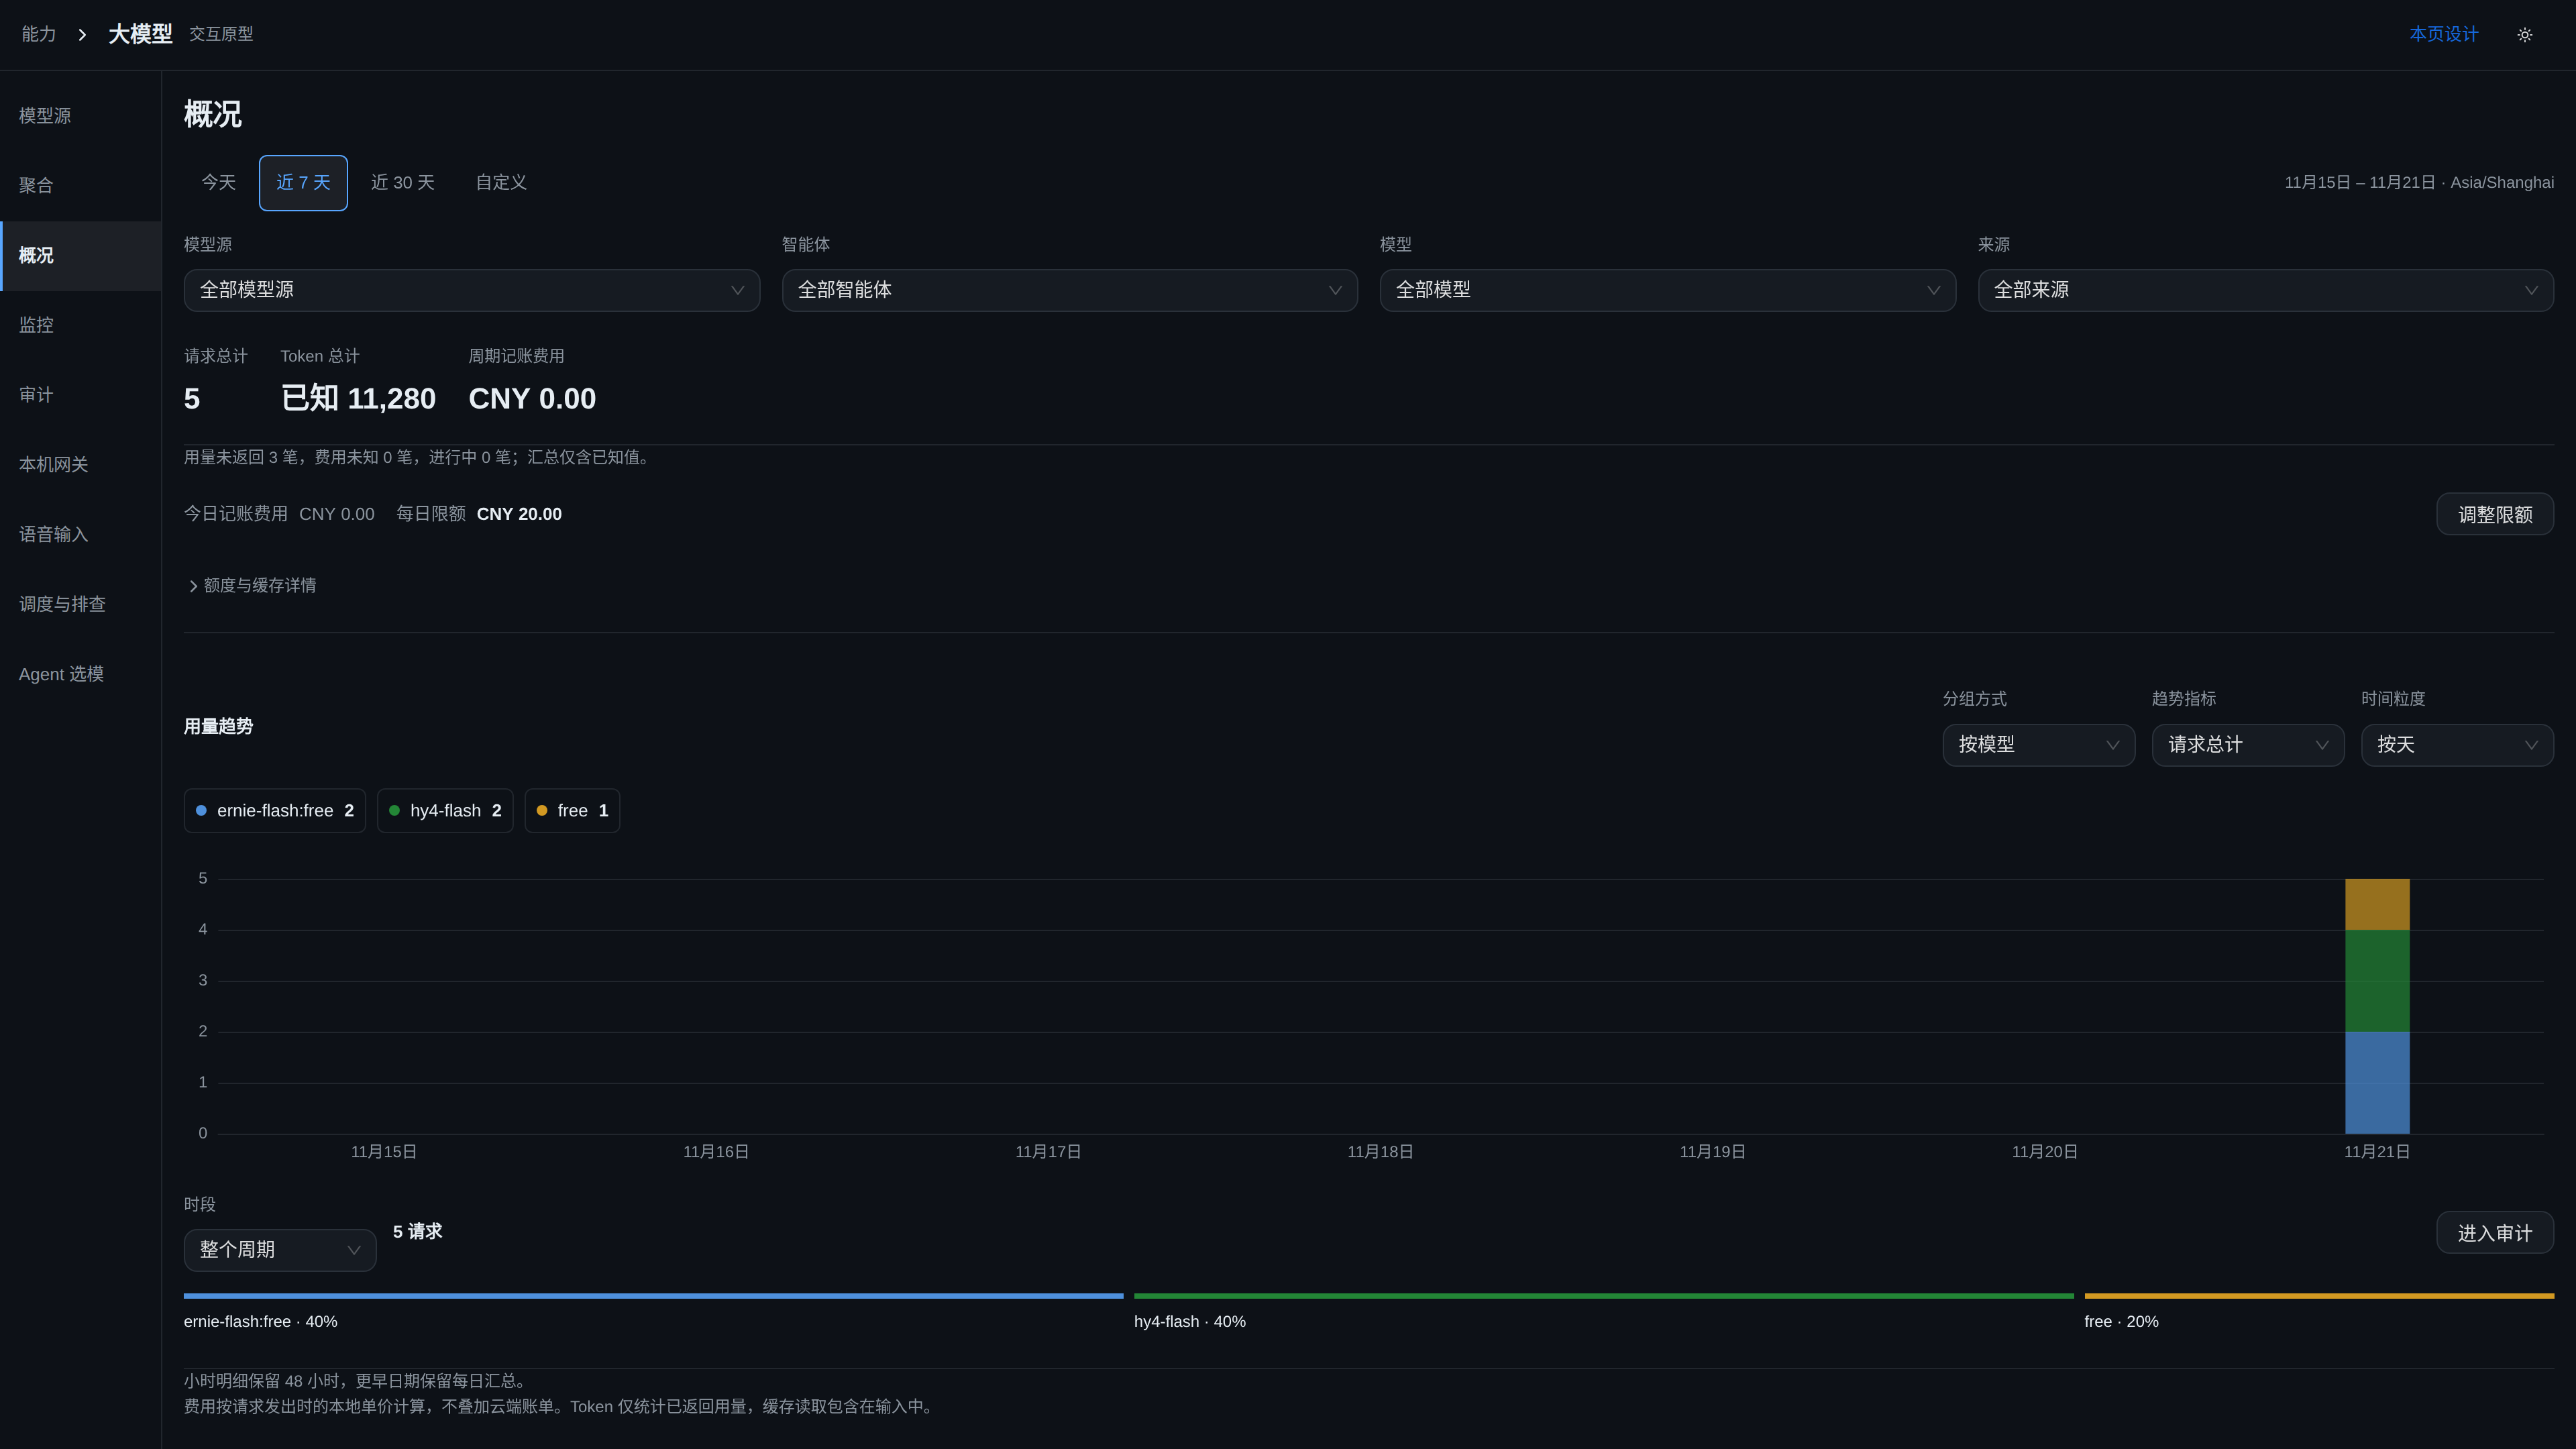 能力 大模型 交互原型 本页设计
模型源
聚合
概况
监控
审计
本机网关
语音输入
调度与排查
Agent 选模
概况
今天 近 7 天 近 30 天 自定义 11月15日 – 11月21日 · Asia/Shanghai
模型源 智能体 模型 来源
全部模型源 全部智能体 全部模型 全部来源
请求总计 Token 总计 周期记账费用
5 已知 11,280 CNY 0.00
用量未返回 3 笔，费用未知 0 笔，进行中 0 笔；汇总仅含已知值。
今日记账费用 CNY 0.00 每日限额 CNY 20.00 调整限额
额度与缓存详情
分组方式 趋势指标 时间粒度
用量趋势
按模型 请求总计 按天
ernie-flash:free 2 hy4-flash 2 free 1
5
4
3
2
1
0
11月15日 11月16日 11月17日 11月18日 11月19日 11月20日 11月21日
时段
整个周期 5 请求 进入审计
ernie-flash:free · 40% hy4-flash · 40% free · 20%
小时明细保留 48 小时，更早日期保留每日汇总。
费用按请求发出时的本地单价计算，不叠加云端账单。Token 仅统计已返回用量，缓存读取包含在输入中。